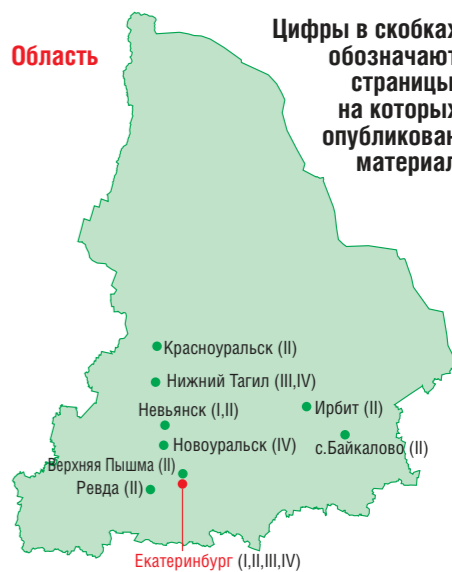 Область
Цифры в скобках
обозначают
страницы
на которых
опубликован
материал
Красноуральск (II)
Нижний Тагил (III,IV)
Невьянск (I,II)
Ирбит (II)
Новоуральск (IV)
с.Байкалово (II)
Верхняя Пышма (II)
Ревда (II)
Екатеринбург (I,II,III,IV)